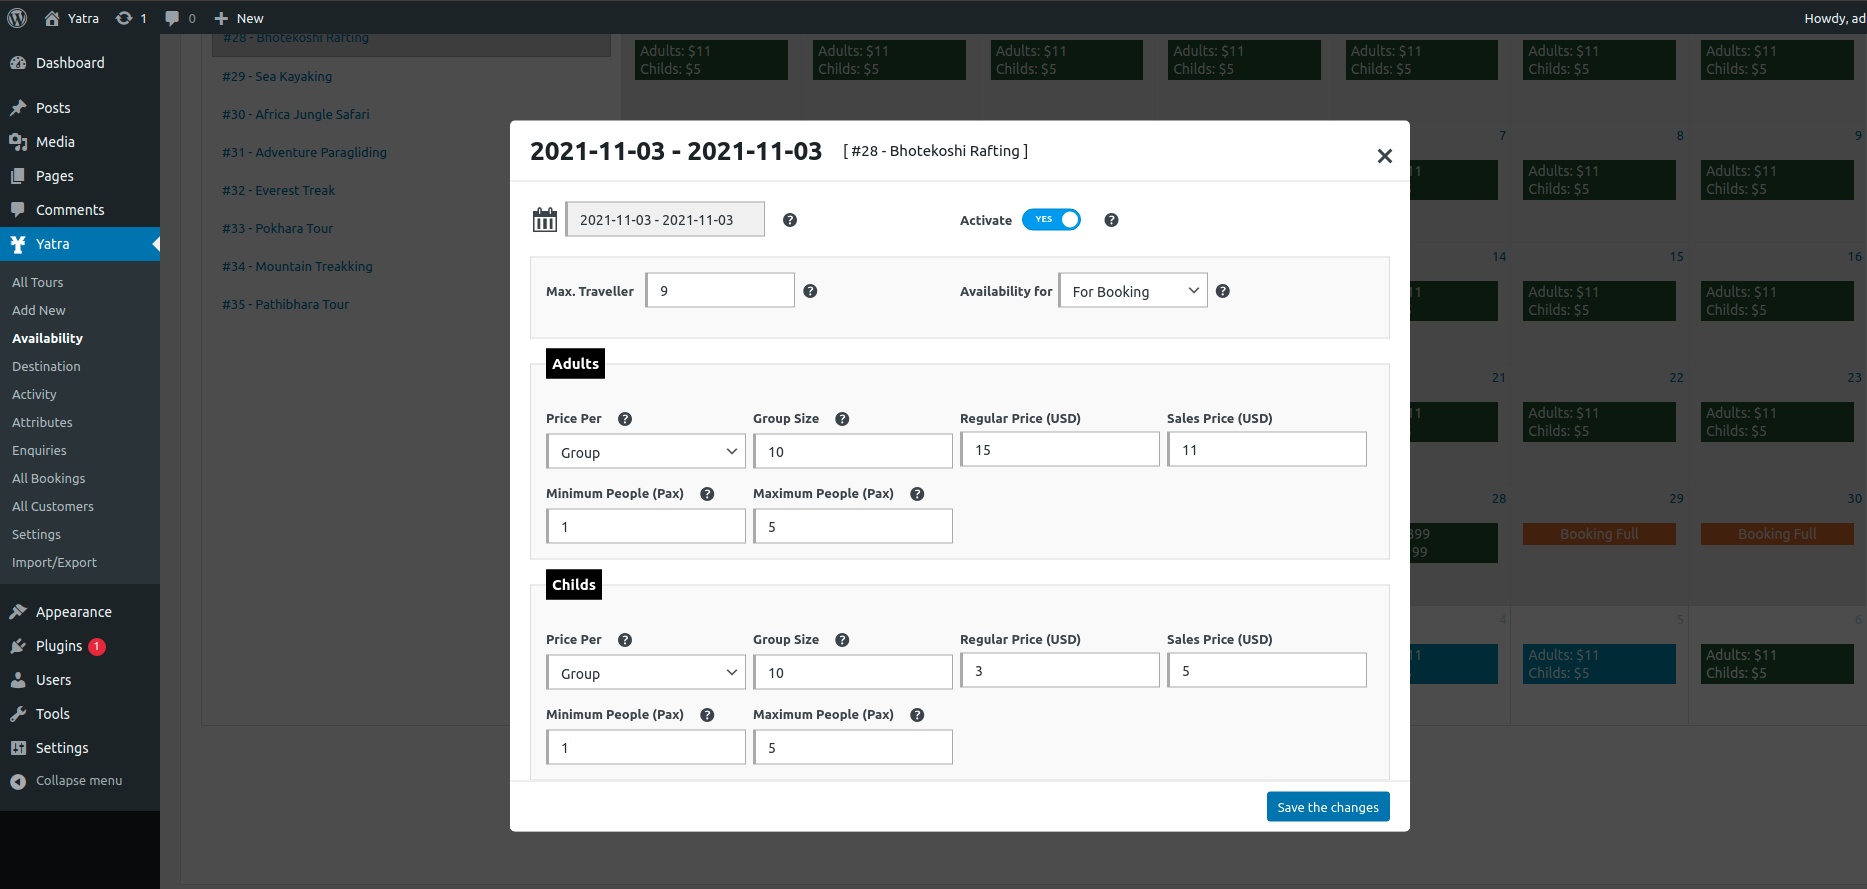 Yatra
1
0
New
Howdy, ad
Dashboard
Posts
Media
Pages
Comments
Yatra
All Tours
Add New
Availability
Destination
Activity
Attributes
Enquiries
All Bookings
All Customers
Settings
Import/Export
Appearance
Plugins 1
Users
Tools
Settings
Collapse menu
#28 - Bhotekoshi Rafting
#29 - Sea Kayaking
#30 - Africa Jungle Safari
#31 - Adventure Paragliding
#32 - Everest Treak
#33 - Pokhara Tour
#34 - Mountain Treakking
#35 - Pathibhara Tour
Adults: $11 Adults: $11 Adults: $11 Adults: $11 Adults: $11 Adults: $11 Adults: $11
Childs: $5 Childs: $5 Childs: $5 Childs: $5 Childs: $5 Childs: $5 Childs: $5
2021-11-03 - 2021-11-03 [ #28 - Bhotekoshi Rafting ]
2021-11-03 - 2021-11-03 ?
Activate YES ?
Max. Traveller 9 ?
Availability for For Booking ?
Adults
Price Per ? Group Size ? Regular Price (USD) Sales Price (USD)
Group 10 15 11
Minimum People (Pax) ? Maximum People (Pax) ?
1 5
Childs
Price Per ? Group Size ? Regular Price (USD) Sales Price (USD)
Group 10 3 5
Minimum People (Pax) ? Maximum People (Pax) ?
1 5
Save the changes
7 8 9
11 Adults: $11 Adults: $11
Childs: $5 Childs: $5
14 15 16
11 Adults: $11 Adults: $11
Childs: $5 Childs: $5
21 22 23
11 Adults: $11 Adults: $11
Childs: $5 Childs: $5
28 29 30
399 Booking Full Booking Full
99
4 5 6
11 Adults: $11 Adults: $11
Childs: $5 Childs: $5